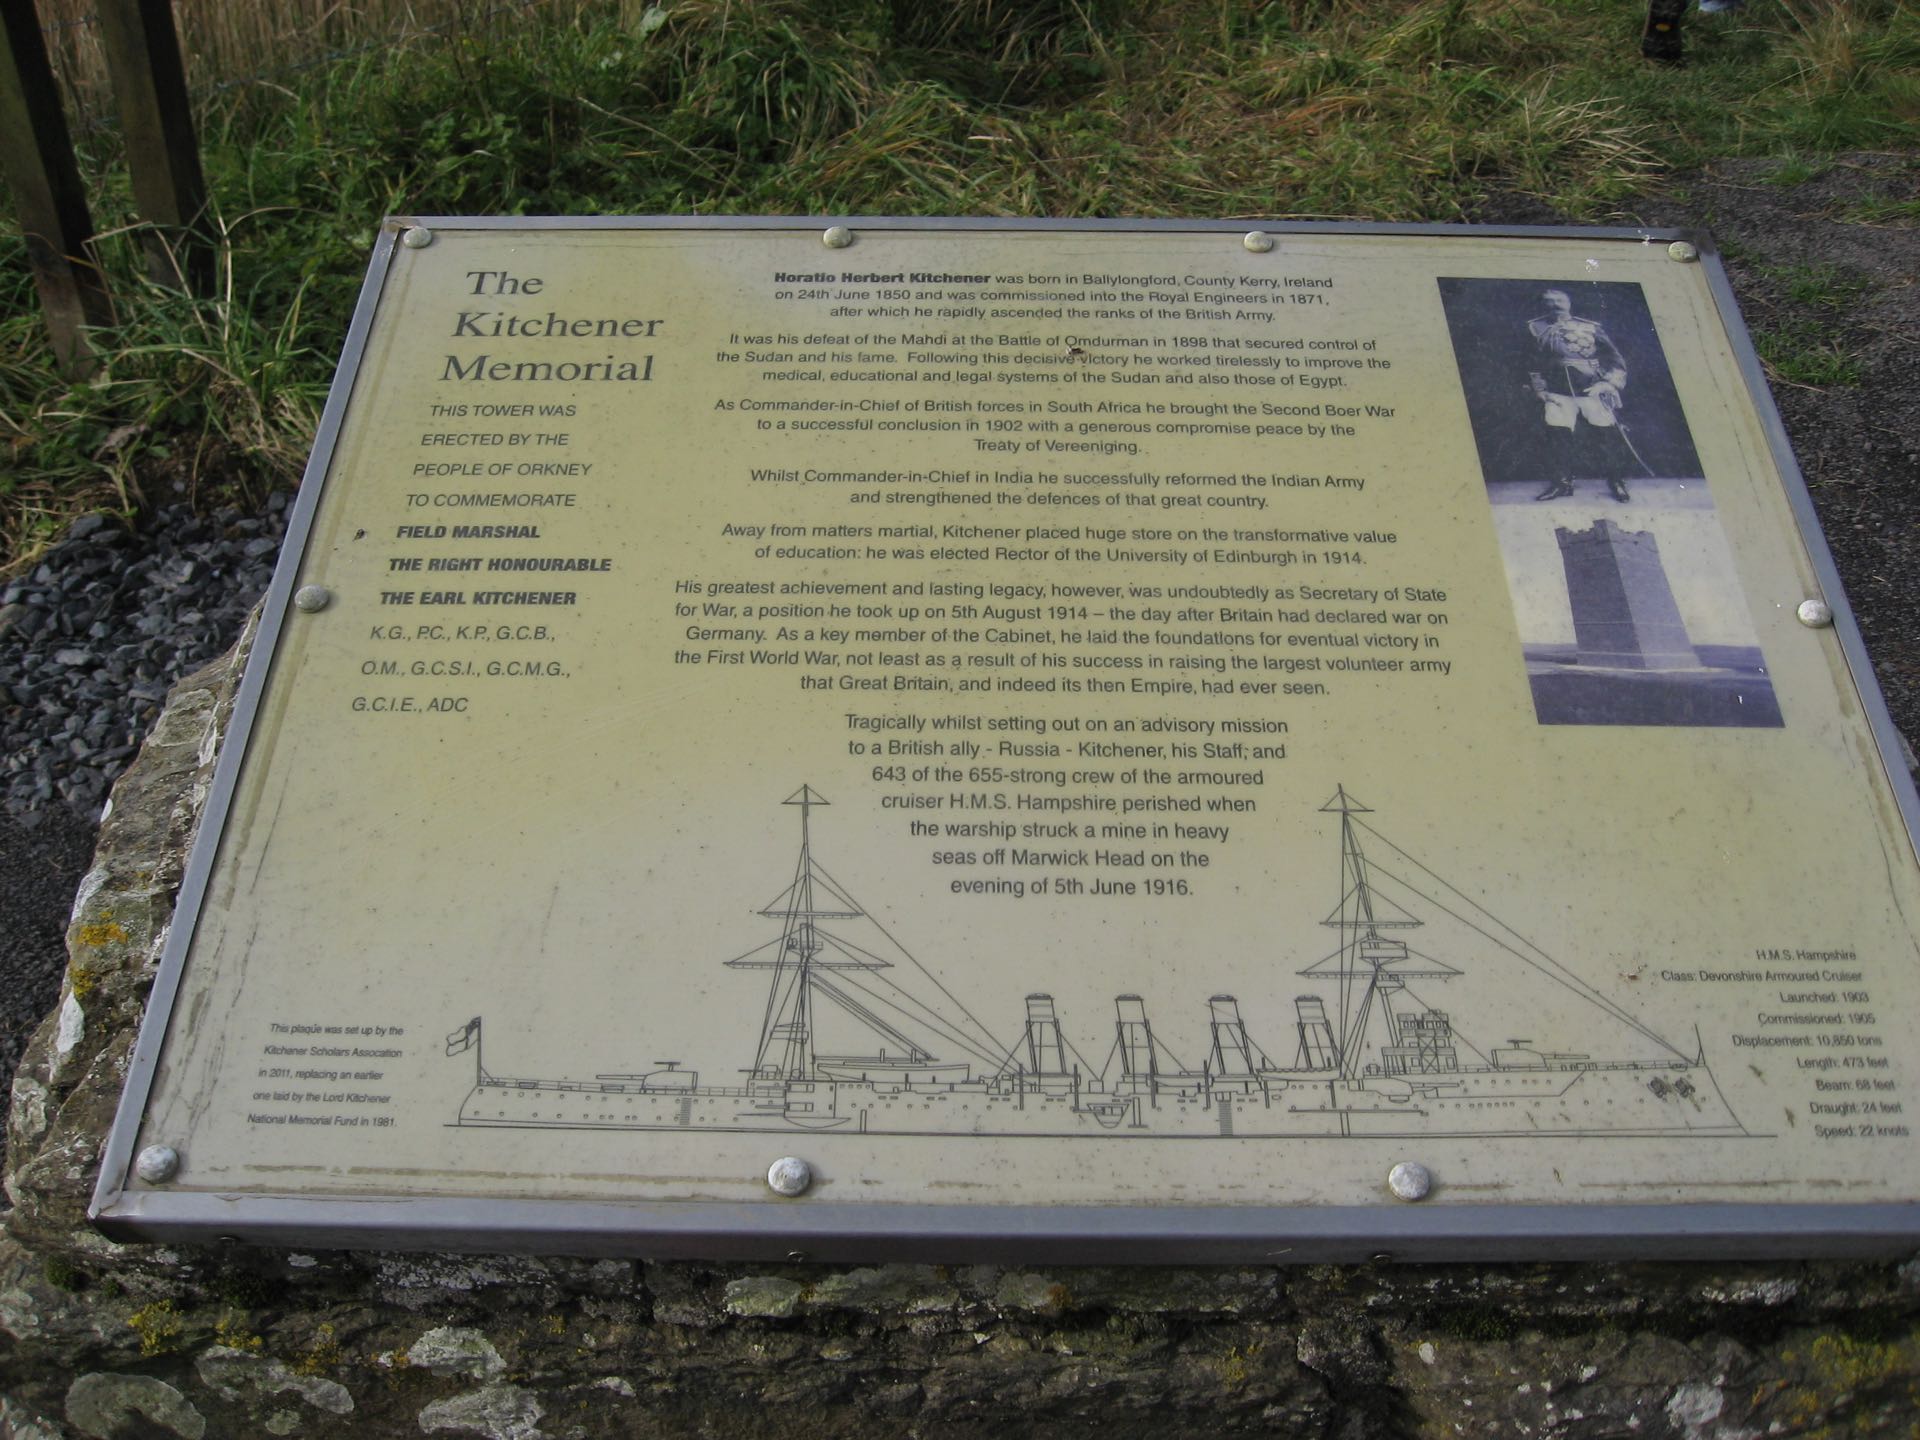 The
Kitchener
Memorial
THIS TOWER WAS
ERECTED BY THE
PEOPLE OF ORKNEY
TO COMMEMORATE
FIELD MARSHAL
THE RIGHT HONOURABLE
THE EARL KITCHENER
K.G., P.C., K.P., G.C.B.,
O.M., G.C.S.I., G.C.M.G.,
G.C.I.E., ADC
Horatio Herbert Kitchener was born in Ballylongford, County Kerry, Ireland
on 24th June 1850 and was commissioned into the Royal Engineers in 1871,
after which he rapidly ascended the ranks of the British Army.
It was his defeat of the Mahdi at the Battle of Omdurman in 1898 that secured control of
the Sudan and his fame. Following this decisive victory he worked tirelessly to improve the
medical, educational and legal systems of the Sudan and also those of Egypt.
As Commander-in-Chief of British forces in South Africa he brought the Second Boer War
to a successful conclusion in 1902 with a generous compromise peace by the
Treaty of Vereeniging.
Whilst Commander-in-Chief in India he successfully reformed the Indian Army
and strengthened the defences of that great country.
Away from matters martial, Kitchener placed huge store on the transformative value
of education: he was elected Rector of the University of Edinburgh in 1914.
His greatest achievement and lasting legacy, however, was undoubtedly as Secretary of State
for War, a position he took up on 5th August 1914 – the day after Britain had declared war on
Germany. As a key member of the Cabinet, he laid the foundations for eventual victory in
the First World War, not least as a result of his success in raising the largest volunteer army
that Great Britain, and indeed its then Empire, had ever seen.
Tragically whilst setting out on an advisory mission
to a British ally - Russia - Kitchener, his Staff, and
643 of the 655-strong crew of the armoured
cruiser H.M.S. Hampshire perished when
the warship struck a mine in heavy
seas off Marwick Head on the
evening of 5th June 1916.
This plaque was set up by the
Kitchener Scholars Assocation
in 2011, replacing an earlier
one laid by the Lord Kitchener
National Memorial Fund in 1981.
H.M.S. Hampshire
Class: Devonshire Armoured Cruiser
Launched: 1903
Commissioned: 1905
Displacement: 10,850 tons
Length: 473 feet
Beam: 68 feet
Draught: 24 feet
Speed: 22 knots